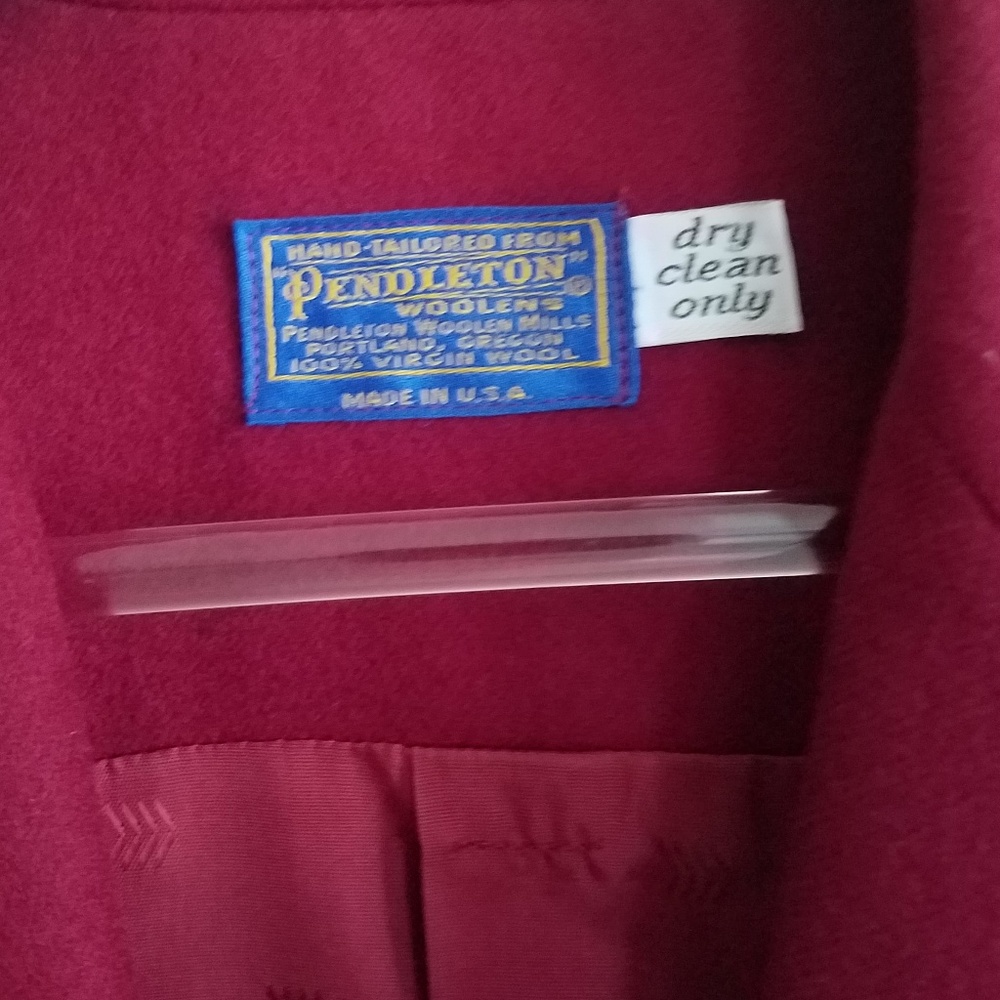 HAND-TAILORED FROM
"PENDLETON"®
WOOLENS
PENDLETON WOOLEN MILLS
PORTLAND, OREGON
100% VIRGIN WOOL
MADE IN U.S.A.
dry
clean
only